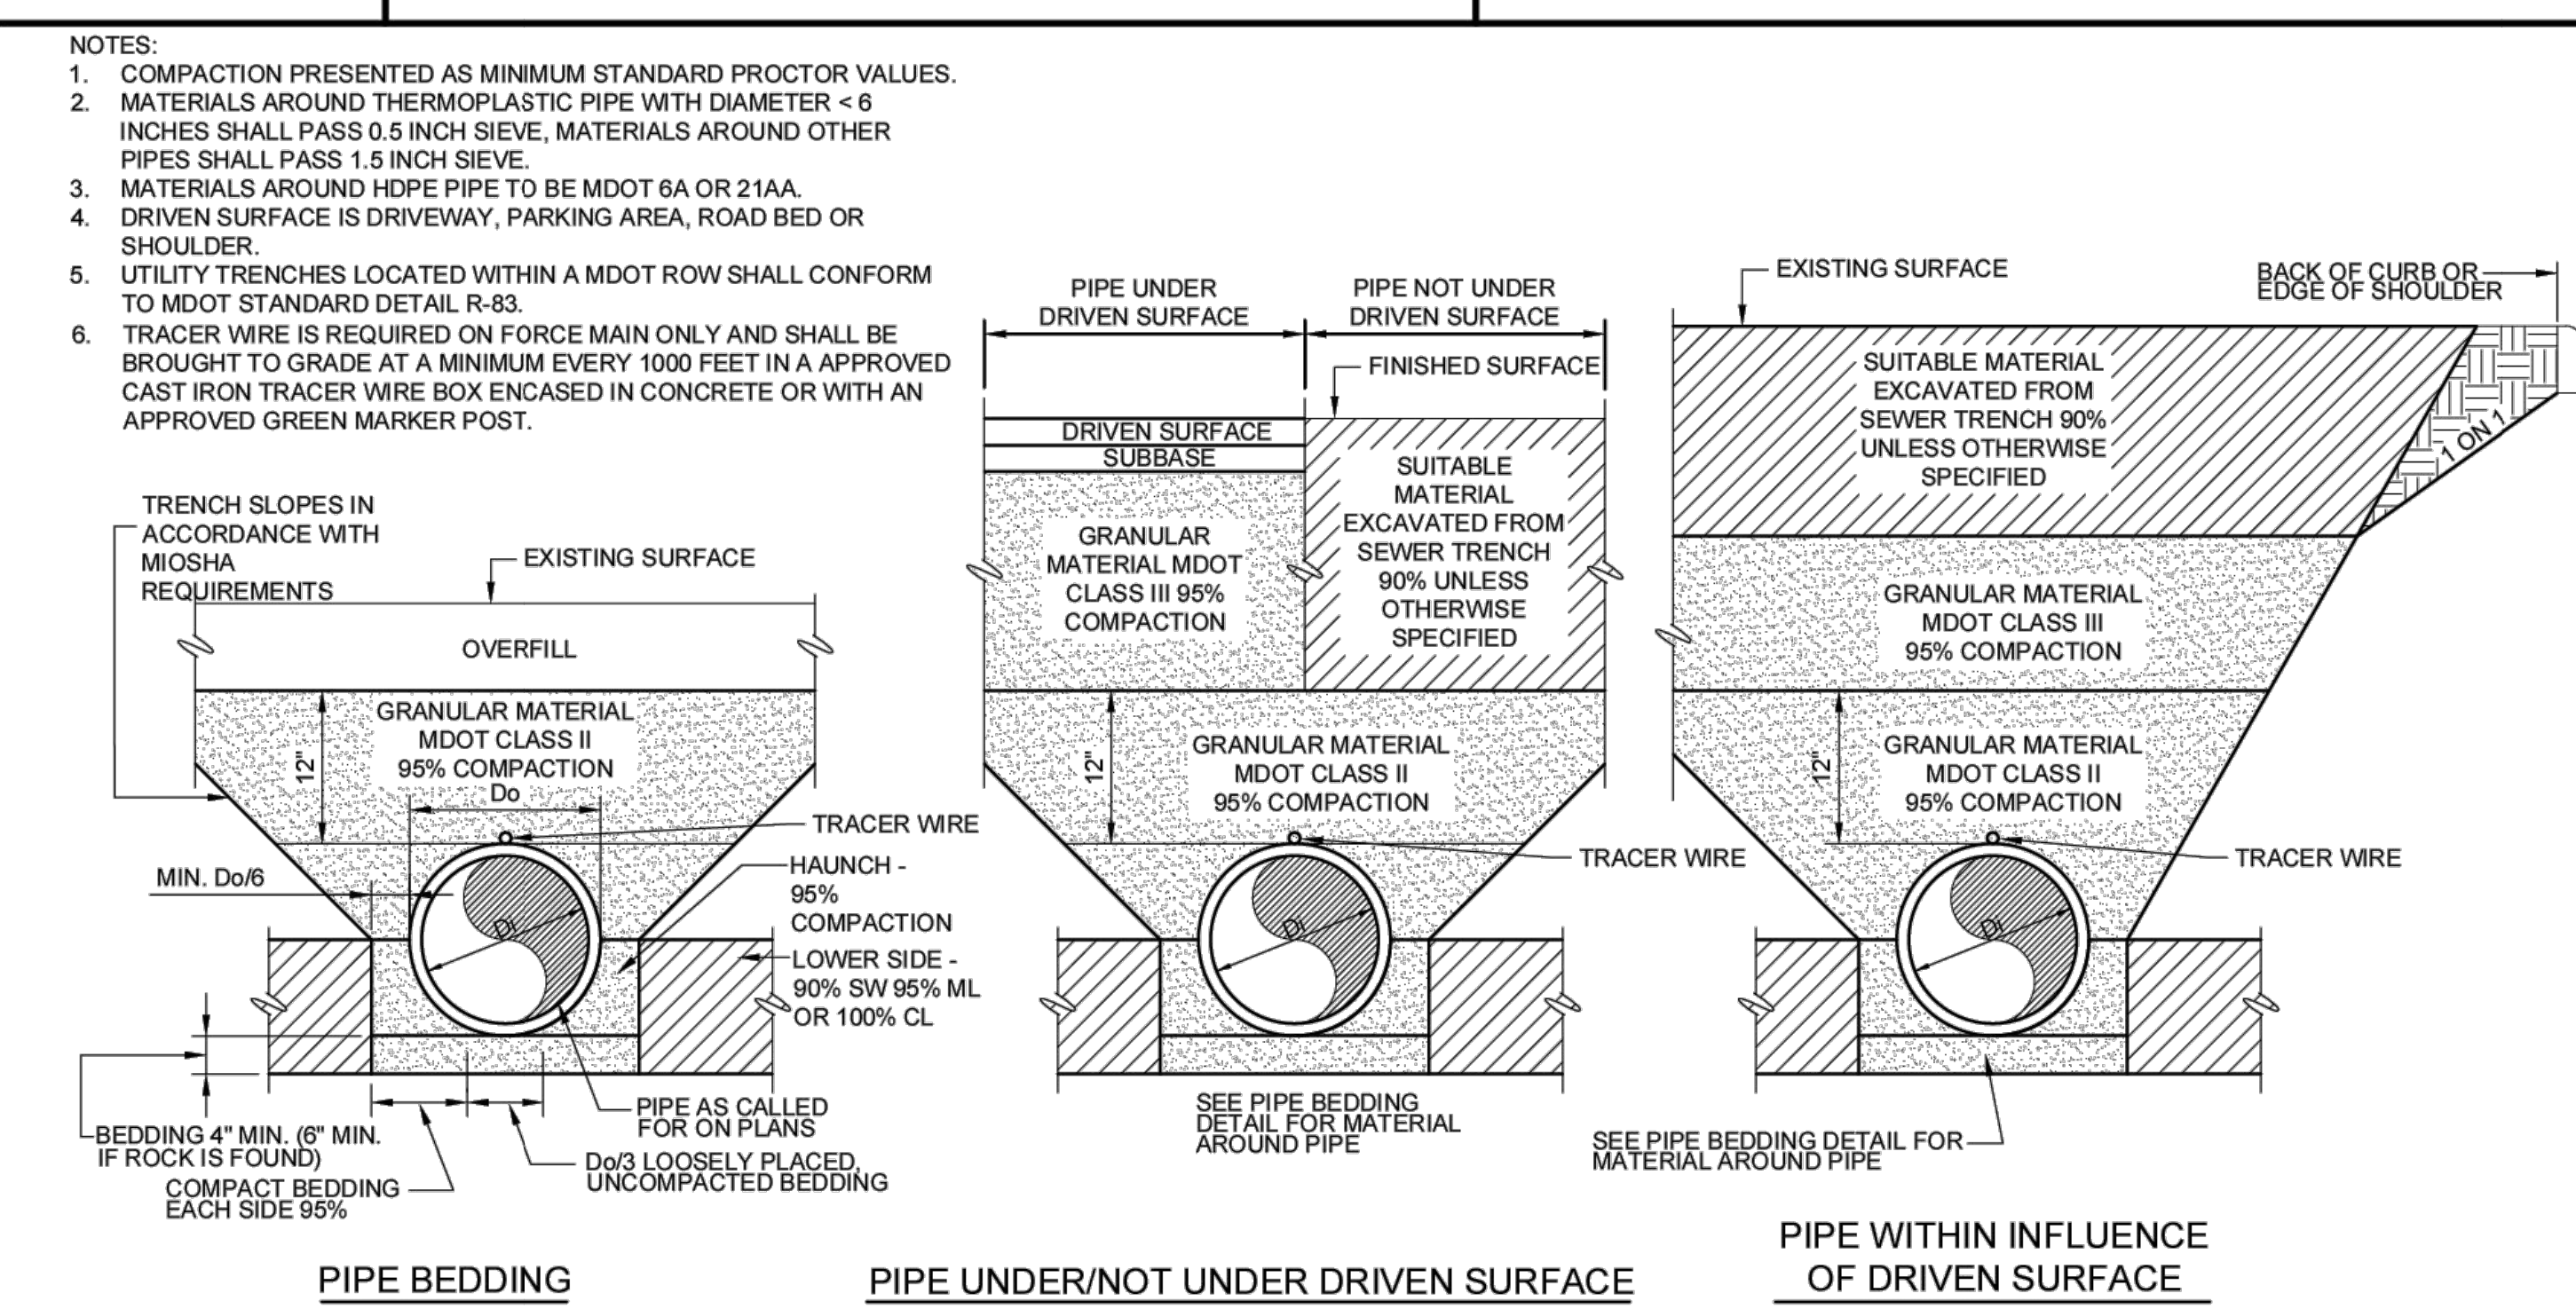 NOTES:
1. COMPACTION PRESENTED AS MINIMUM STANDARD PROCTOR VALUES.
2. MATERIALS AROUND THERMOPLASTIC PIPE WITH DIAMETER < 6
INCHES SHALL PASS 0.5 INCH SIEVE, MATERIALS AROUND OTHER
PIPES SHALL PASS 1.5 INCH SIEVE.
3. MATERIALS AROUND HDPE PIPE TO BE MDOT 6A OR 21AA.
4. DRIVEN SURFACE IS DRIVEWAY, PARKING AREA, ROAD BED OR
SHOULDER.
5. UTILITY TRENCHES LOCATED WITHIN A MDOT ROW SHALL CONFORM
TO MDOT STANDARD DETAIL R-83.
6. TRACER WIRE IS REQUIRED ON FORCE MAIN ONLY AND SHALL BE
BROUGHT TO GRADE AT A MINIMUM EVERY 1000 FEET IN A APPROVED
CAST IRON TRACER WIRE BOX ENCASED IN CONCRETE OR WITH AN
APPROVED GREEN MARKER POST.
TRENCH SLOPES IN
ACCORDANCE WITH
MIOSHA
REQUIREMENTS
EXISTING SURFACE
OVERFILL
GRANULAR MATERIAL
MDOT CLASS II
95% COMPACTION
12"
Do
TRACER WIRE
MIN. Do/6
HAUNCH -
95%
COMPACTION
Di
LOWER SIDE -
90% SW 95% ML
OR 100% CL
BEDDING 4" MIN. (6" MIN.
IF ROCK IS FOUND)
COMPACT BEDDING
EACH SIDE 95%
PIPE AS CALLED
FOR ON PLANS
Do/3 LOOSELY PLACED,
UNCOMPACTED BEDDING
PIPE BEDDING
PIPE UNDER
DRIVEN SURFACE
PIPE NOT UNDER
DRIVEN SURFACE
FINISHED SURFACE
DRIVEN SURFACE
SUBBASE
GRANULAR
MATERIAL MDOT
CLASS III 95%
COMPACTION
SUITABLE
MATERIAL
EXCAVATED FROM
SEWER TRENCH
90% UNLESS
OTHERWISE
SPECIFIED
12"
GRANULAR MATERIAL
MDOT CLASS II
95% COMPACTION
TRACER WIRE
Di
SEE PIPE BEDDING
DETAIL FOR MATERIAL
AROUND PIPE
PIPE UNDER/NOT UNDER DRIVEN SURFACE
EXISTING SURFACE
BACK OF CURB OR
EDGE OF SHOULDER
SUITABLE MATERIAL
EXCAVATED FROM
SEWER TRENCH 90%
UNLESS OTHERWISE
SPECIFIED
1 ON 1
GRANULAR MATERIAL
MDOT CLASS III
95% COMPACTION
12"
GRANULAR MATERIAL
MDOT CLASS II
95% COMPACTION
TRACER WIRE
Di
SEE PIPE BEDDING DETAIL FOR
MATERIAL AROUND PIPE
PIPE WITHIN INFLUENCE
OF DRIVEN SURFACE